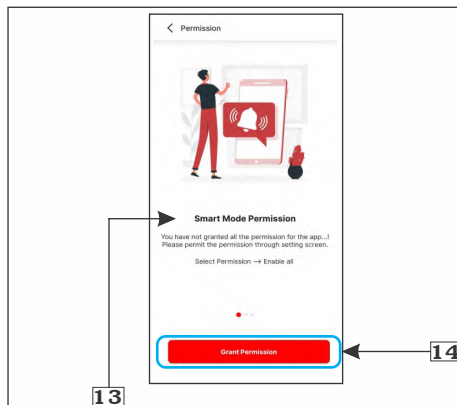 Permission
Smart Mode Permission
You have not granted all the permission for the app...!
Please permit the permission through setting screen.
Select Permission → Enable all
Grant Permission
14
13